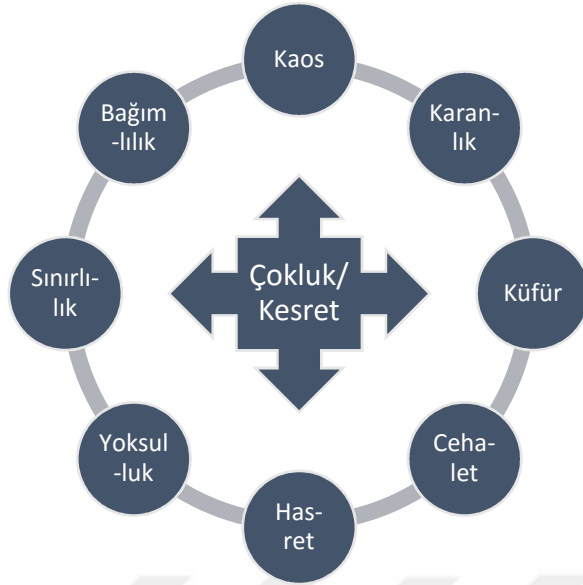 Kaos
Karan-
lık
Küfür
Ceha-
let
Has-
ret
Yoksul
-luk
Sınırlı-
lık
Bağım
-lılık
Çokluk/
Kesret